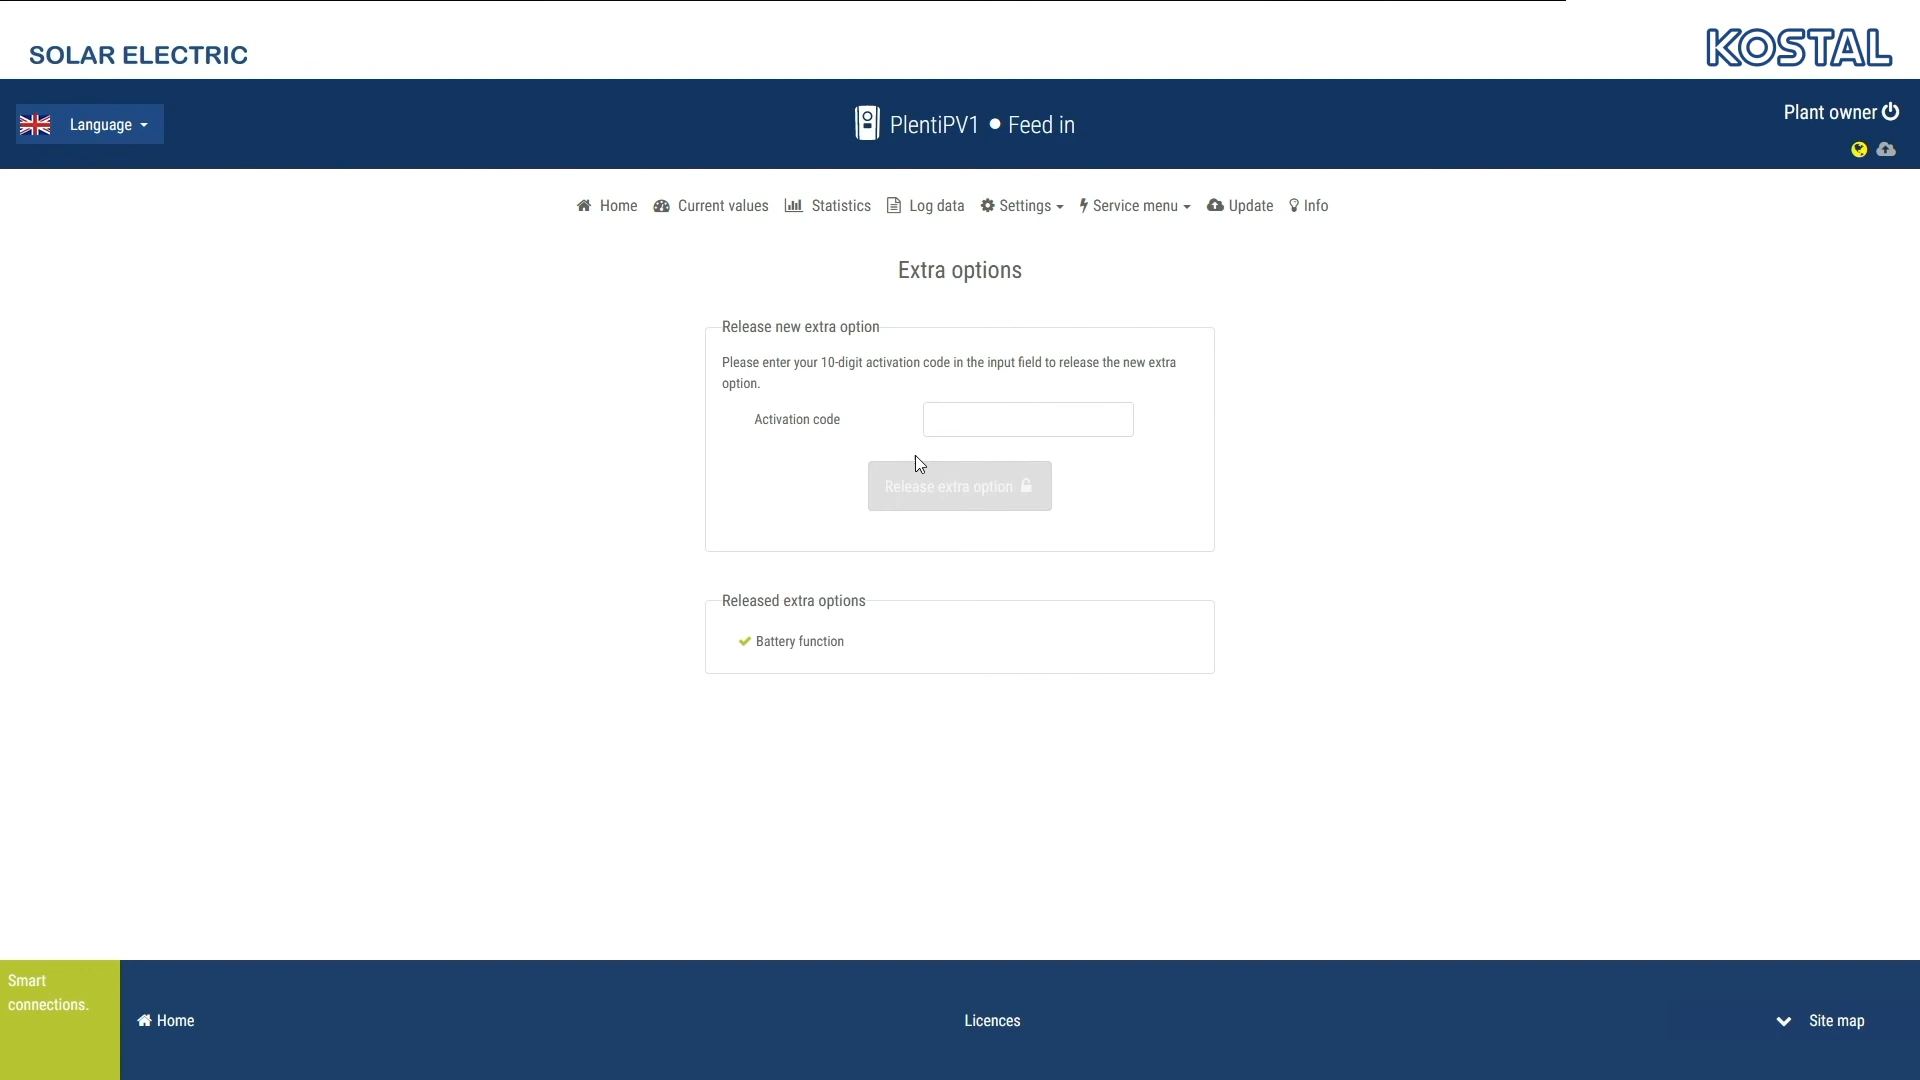 SOLAR ELECTRIC
KOSTAL
Language
PlentiPV1 • Feed in
Plant owner
Home
Current values
Statistics
Log data
Settings
Service menu
Update
Info
Extra options
Release new extra option
Please enter your 10-digit activation code in the input field to release the new extra
option.
Activation code
Release extra option
Released extra options
Battery function
Smart
connections.
Home
Licences
Site map